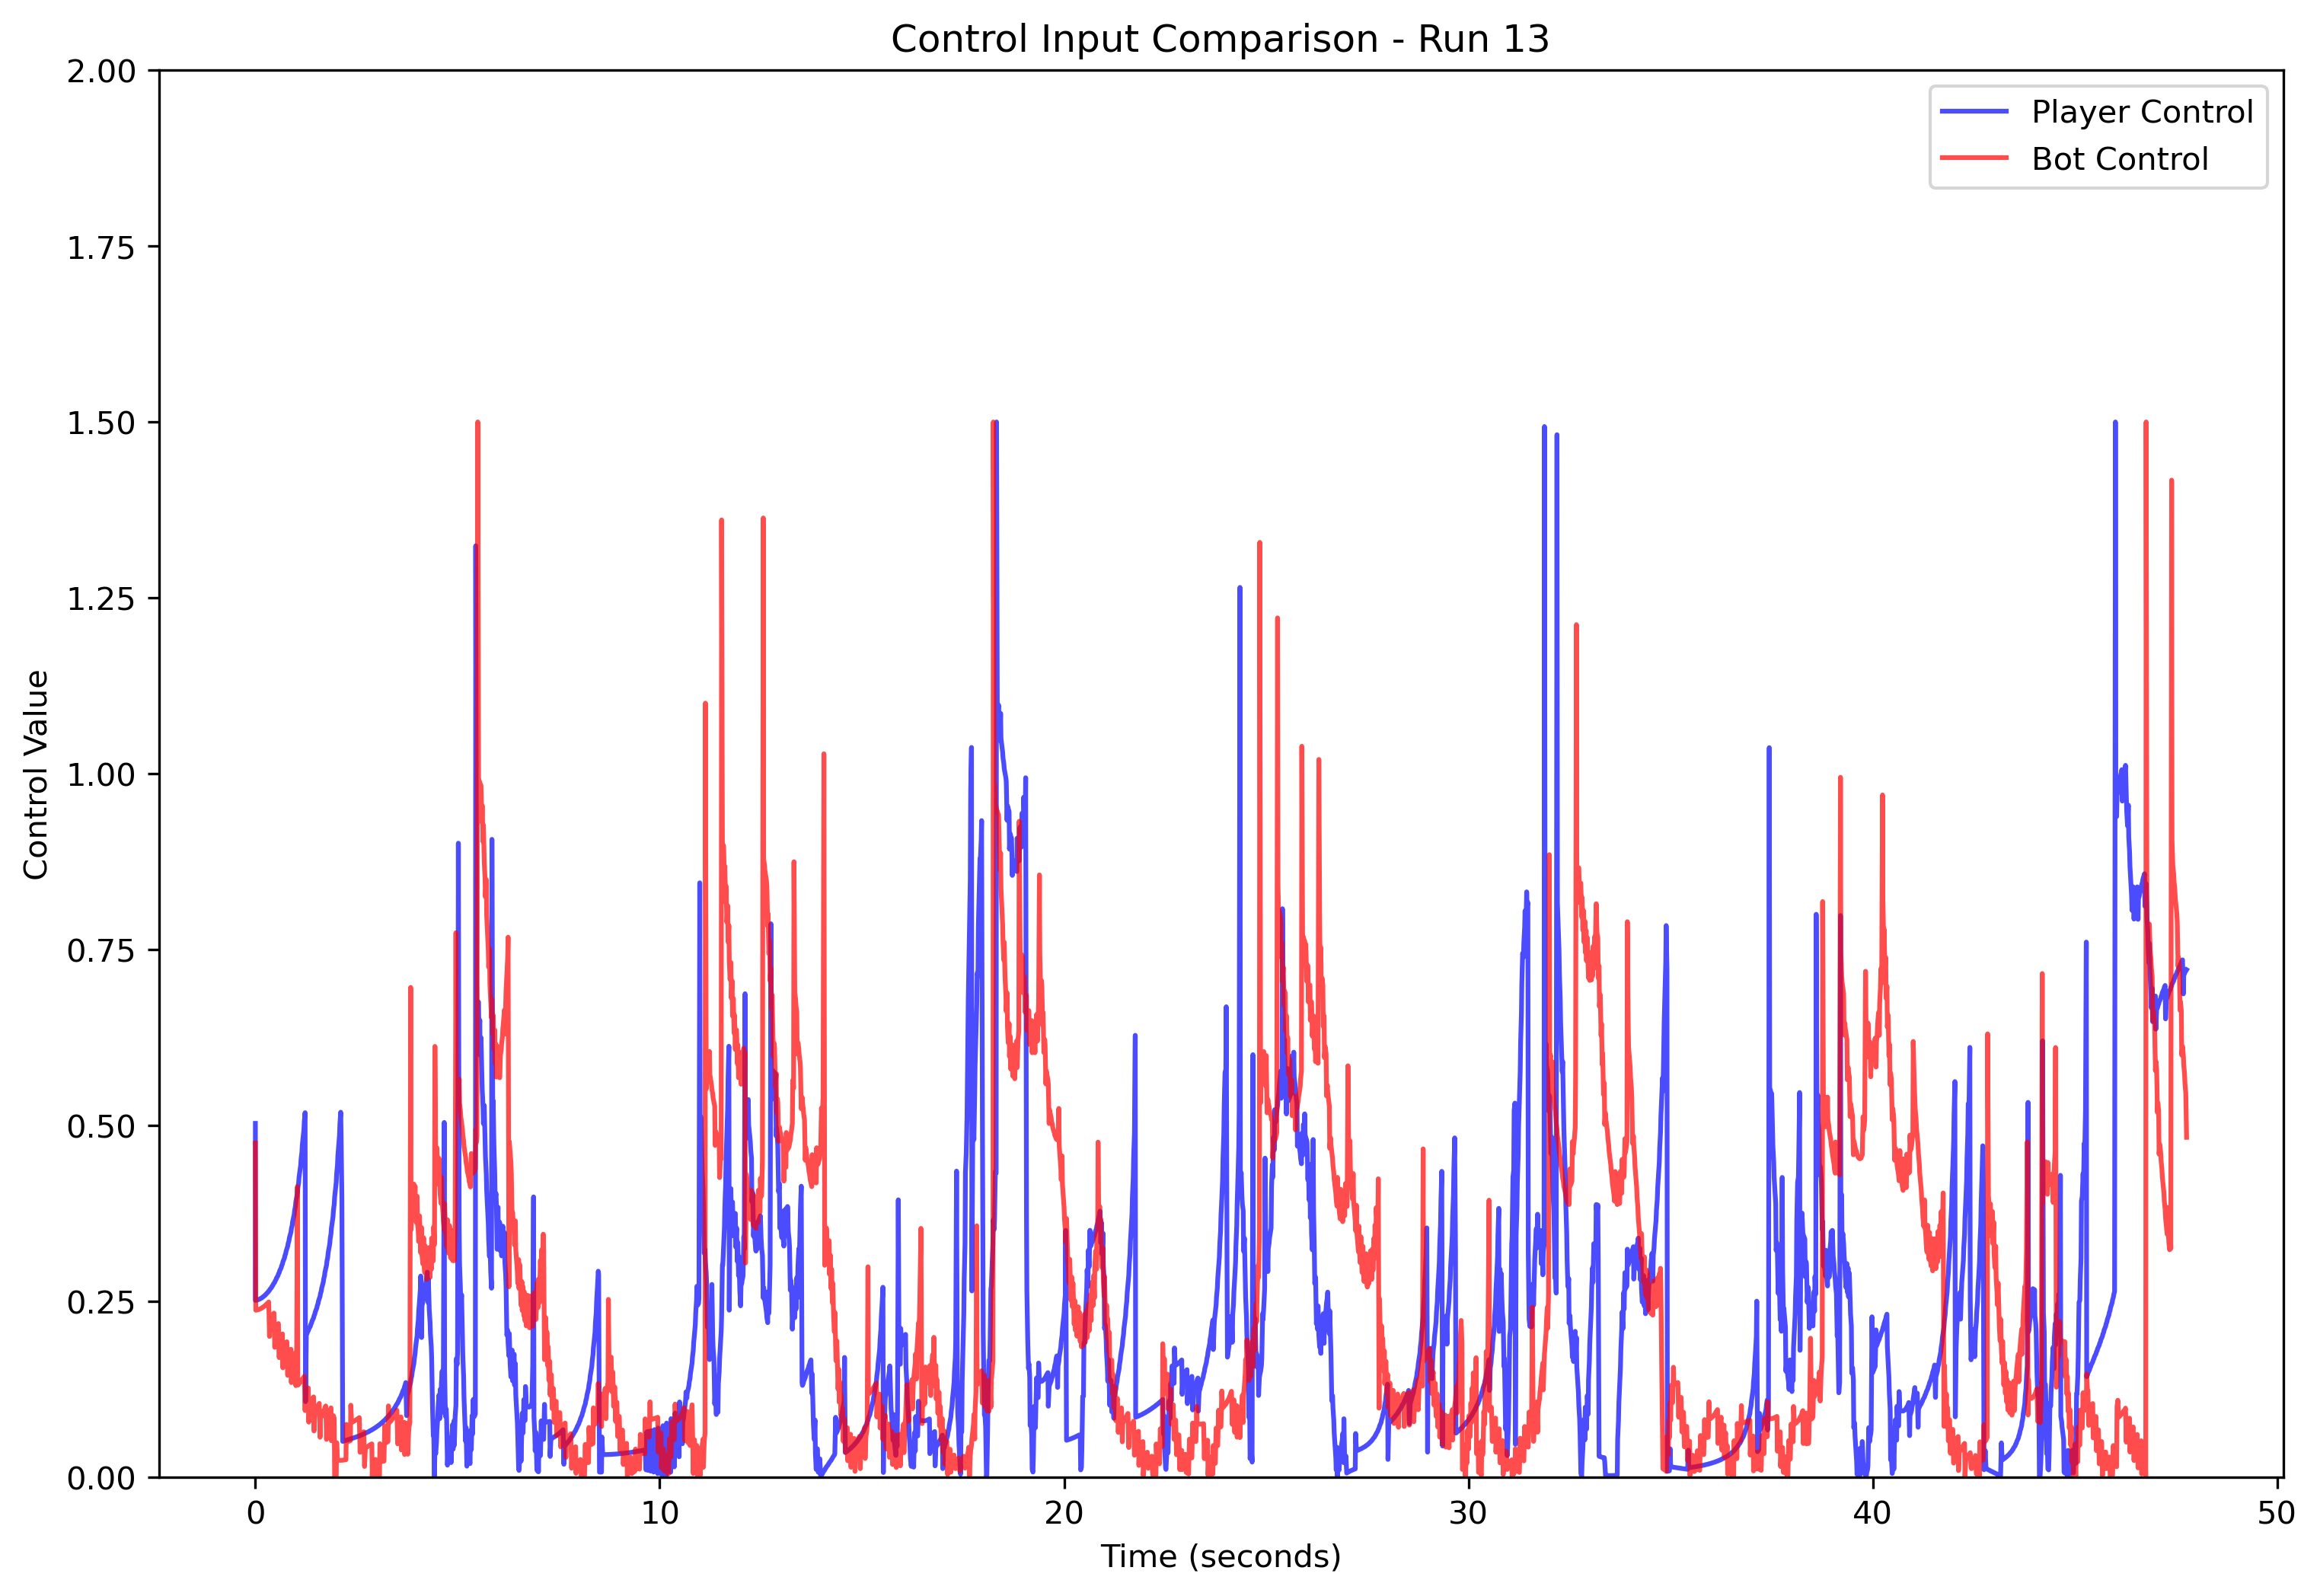 Control Input Comparison - Run 13
2.00
1.75
1.50
1.25
1.00
0.75
0.50
0.25
0.00
Control Value
Player Control
Bot Control
0 10 20 30 40 50
Time (seconds)